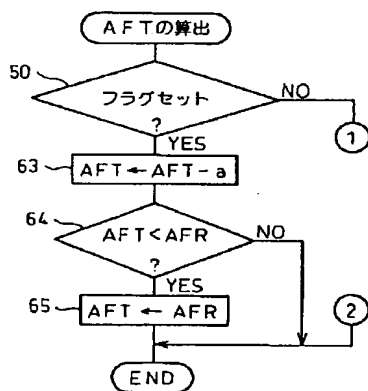 AFTの算出
50
フラグセット
?
NO
1
YES
63
AFT←AFT-a
64
AFT<AFR
?
NO
YES
65
AFT ← AFR
2
END